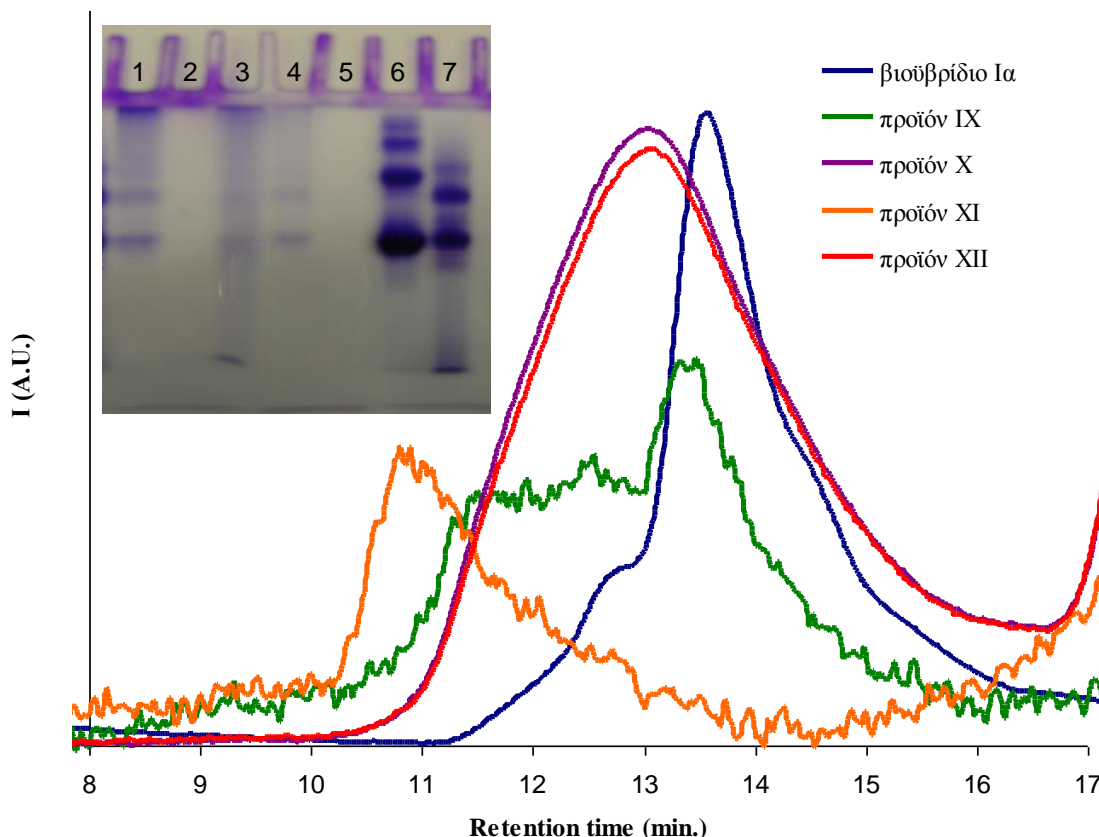 1 2 3 4 5 6 7
βιοϋβρίδιο Iα
προϊόν IX
προϊόν X
προϊόν XI
προϊόν XII
I (A.U.)
8 9 10 11 12 13 14 15 16 17
Retention time (min.)